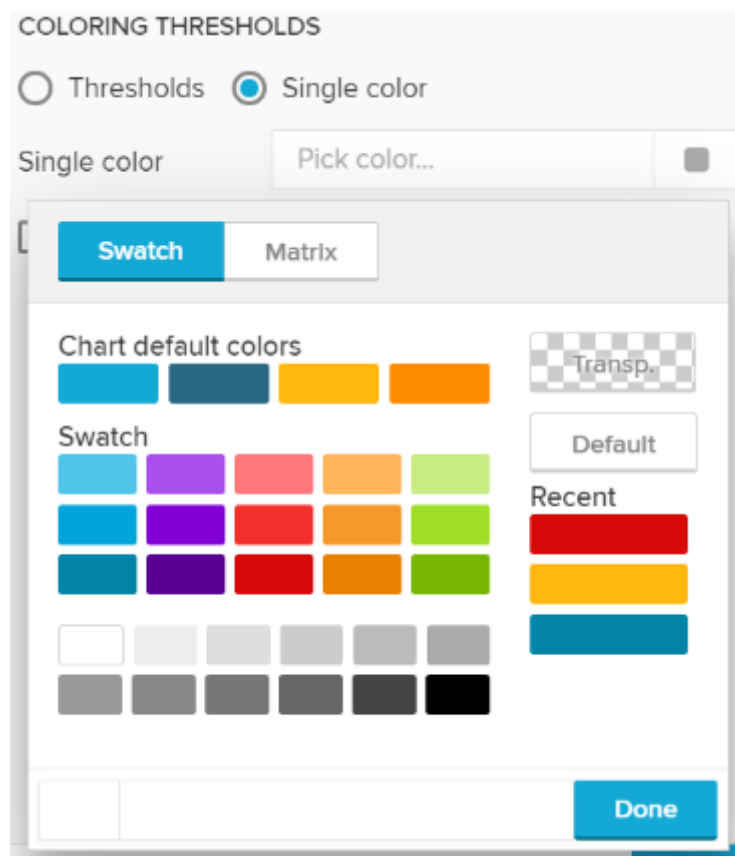 COLORING THRESHOLDS
Thresholds Single color
Single color Pick color...
Swatch Matrix
Chart default colors
Transp.
Swatch
Default
Recent
Done